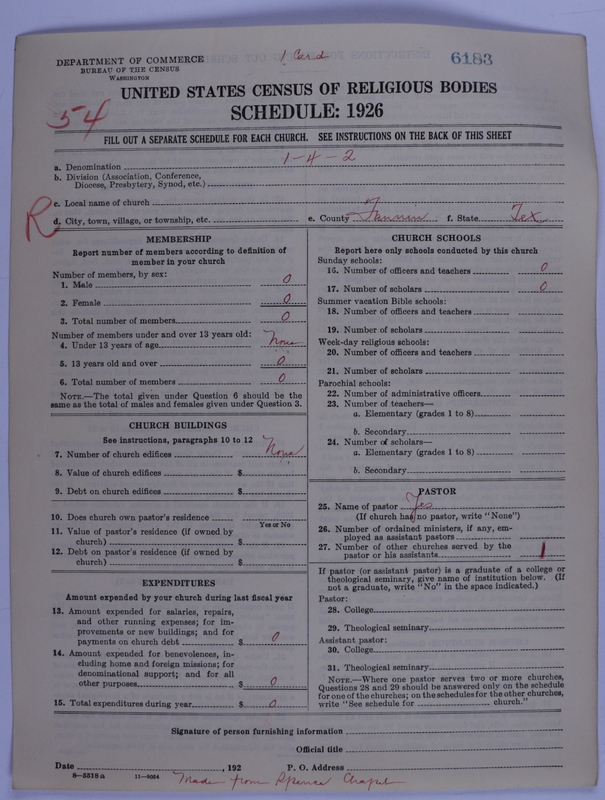 DEPARTMENT OF COMMERCE
BUREAU OF THE CENSUS
WASHINGTON
1 Card
6183
UNITED STATES CENSUS OF RELIGIOUS BODIES
SCHEDULE: 1926
54
FILL OUT A SEPARATE SCHEDULE FOR EACH CHURCH. SEE INSTRUCTIONS ON THE BACK OF THIS SHEET
a. Denomination 1-4-2
b. Division (Association, Conference,
Diocese, Presbytery, Synod, etc.)
c. Local name of church
R
d. City, town, village, or township, etc. e. County Fannin f. State Tex
MEMBERSHIP
Report number of members according to definition of
member in your church
Number of members, by sex:
1. Male 0
2. Female 0
3. Total number of members 0
Number of members under and over 13 years old:
4. Under 13 years of age None
5. 13 years old and over 0
6. Total number of members 0
NOTE.—The total given under Question 6 should be the
same as the total of males and females given under Question 3.
CHURCH BUILDINGS
See instructions, paragraphs 10 to 12
7. Number of church edifices None
8. Value of church edifices $
9. Debt on church edifices $
10. Does church own pastor's residence
Yes or No
11. Value of pastor's residence (if owned by
church) $
12. Debt on pastor's residence (if owned by
church) $
EXPENDITURES
Amount expended by your church during last fiscal year
13. Amount expended for salaries, repairs,
and other running expenses; for im-
provements or new buildings; and for
payments on church debt $ 0
14. Amount expended for benevolences, in-
cluding home and foreign missions; for
denominational support; and for all
other purposes $ 0
15. Total expenditures during year $ 0
CHURCH SCHOOLS
Report here only schools conducted by this church
Sunday schools:
16. Number of officers and teachers 0
17. Number of scholars 0
Summer vacation Bible schools:
18. Number of officers and teachers
19. Number of scholars
Week-day religious schools:
20. Number of officers and teachers
21. Number of scholars
Parochial schools:
22. Number of administrative officers
23. Number of teachers—
a. Elementary (grades 1 to 8)
b. Secondary
24. Number of scholars—
a. Elementary (grades 1 to 8)
b. Secondary
PASTOR
25. Name of pastor Yes
(If church has no pastor, write "None")
26. Number of ordained ministers, if any, em-
ployed as assistant pastors
27. Number of other churches served by the
pastor or his assistants 1
If pastor (or assistant pastor) is a graduate of a college or
theological seminary, give name of institution below. (If
not a graduate, write "No" in the space indicated.)
Pastor:
28. College
29. Theological seminary
Assistant pastor:
30. College
31. Theological seminary
NOTE.—Where one pastor serves two or more churches,
Questions 28 and 29 should be answered only on the schedule
for one of the churches; on the schedules for the other churches,
write "See schedule for church."
Signature of person furnishing information
Official title
Date , 192 P. O. Address
8-5518a 11-9064
Made from Spence Chapel